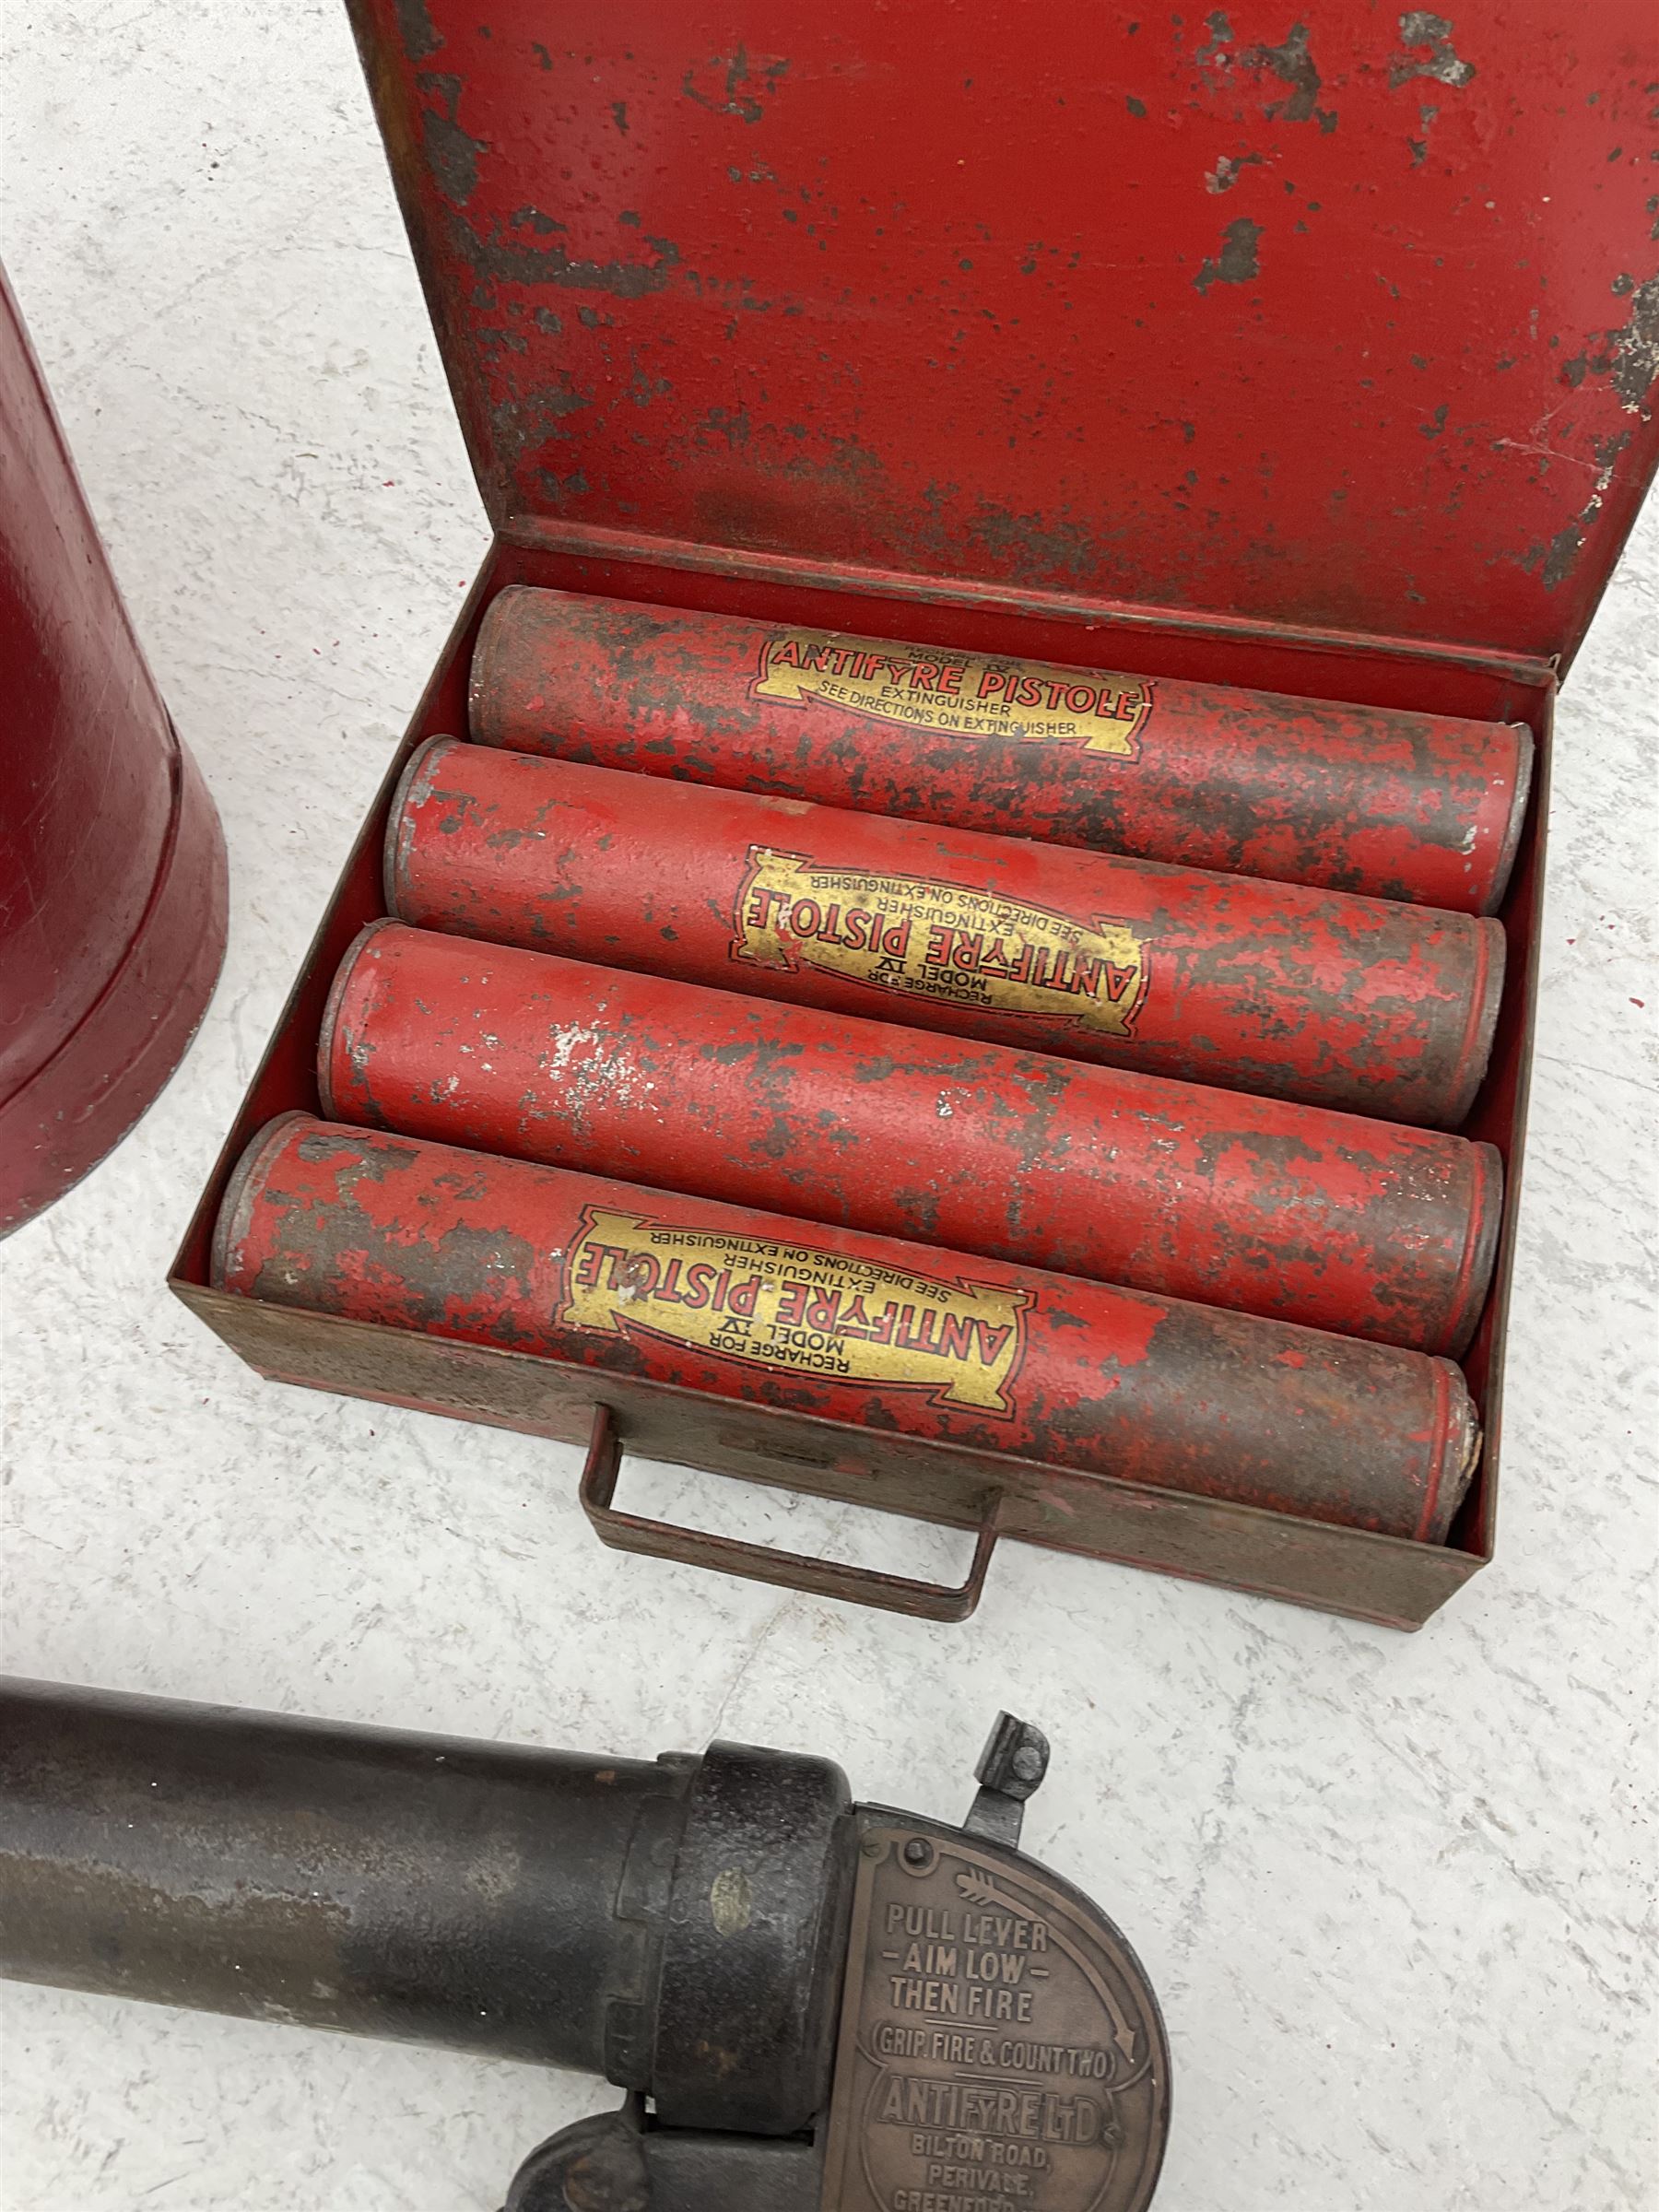 MODEL IV
ANTIFYRE PISTOLE
EXTINGUISHER
SEE DIRECTIONS ON EXTINGUISHER
RECHARGE FOR
MODEL IV
ANTIFYRE PISTOLE
EXTINGUISHER
SEE DIRECTIONS ON EXTINGUISHER
RECHARGE FOR
MODEL IV
ANTIFYRE PISTOLE
EXTINGUISHER
SEE DIRECTIONS ON EXTINGUISHER
PULL LEVER
- AIM LOW -
THEN FIRE
(GRIP, FIRE & COUNT TWO)
ANTIFYRE LTD
BILTON ROAD,
PERIVALE,